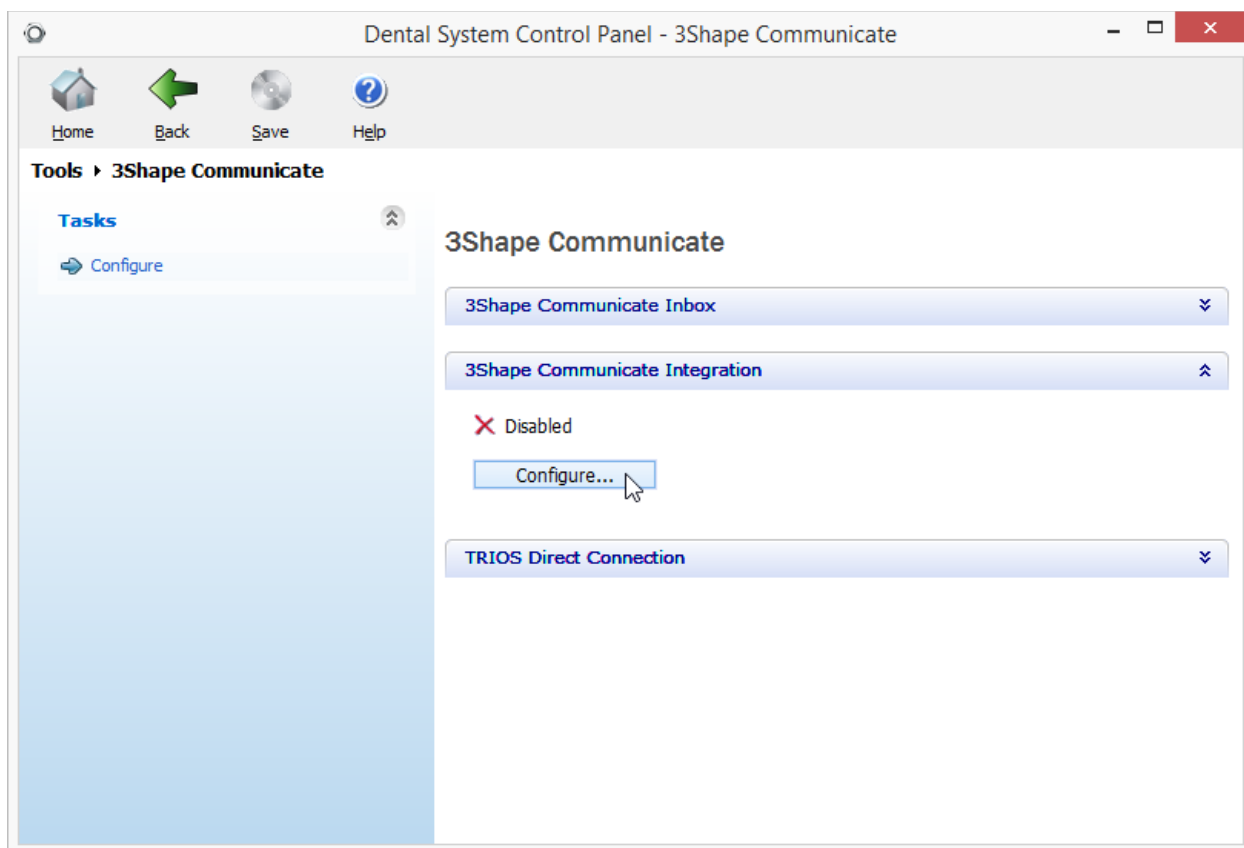 Dental System Control Panel - 3Shape Communicate
Home Back Save Help
Tools ▸ 3Shape Communicate
Tasks
Configure
3Shape Communicate
3Shape Communicate Inbox
3Shape Communicate Integration
Disabled
Configure...
TRIOS Direct Connection